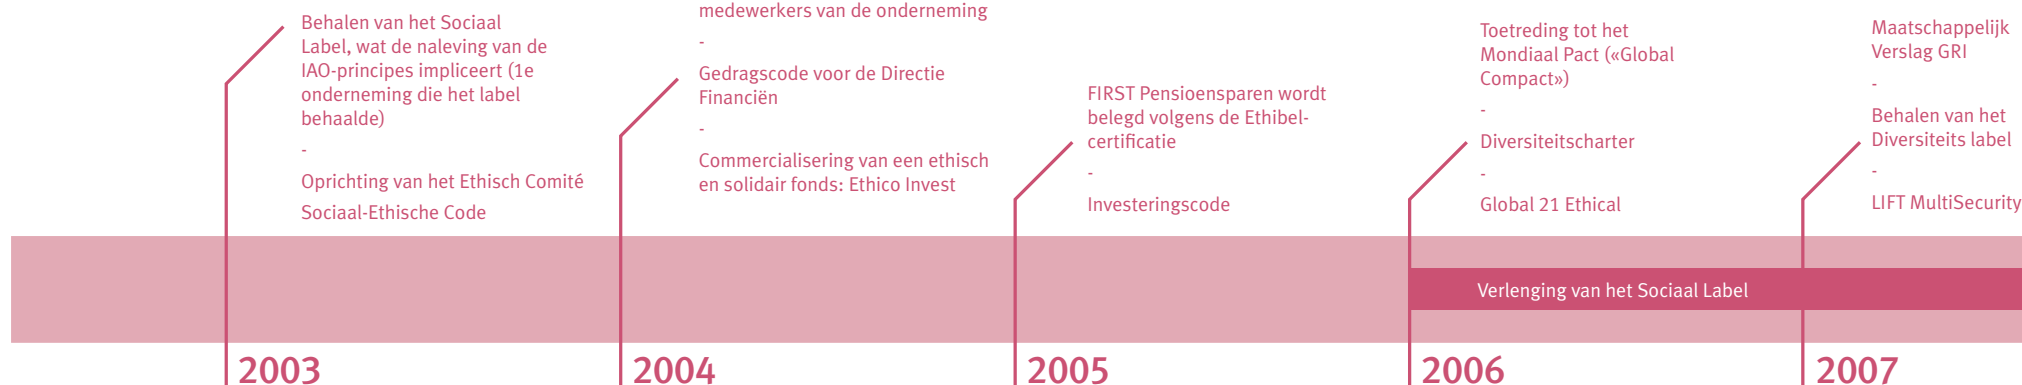 Behalen van het Sociaal
Label, wat de naleving van de
IAO-principes impliceert (1e
onderneming die het label
behaalde)
-
Oprichting van het Ethisch Comité
Sociaal-Ethische Code
medewerkers van de onderneming
-
Gedragscode voor de Directie
Financiën
-
Commercialisering van een ethisch
en solidair fonds: Ethico Invest
FIRST Pensioensparen wordt
belegd volgens de Ethibel-
certificatie
-
Investeringscode
Toetreding tot het
Mondiaal Pact («Global
Compact»)
-
Diversiteitscharter
-
Global 21 Ethical
Maatschappelijk
Verslag GRI
-
Behalen van het
Diversiteits label
-
LIFT MultiSecurity
Verlenging van het Sociaal Label
2003
2004
2005
2006
2007